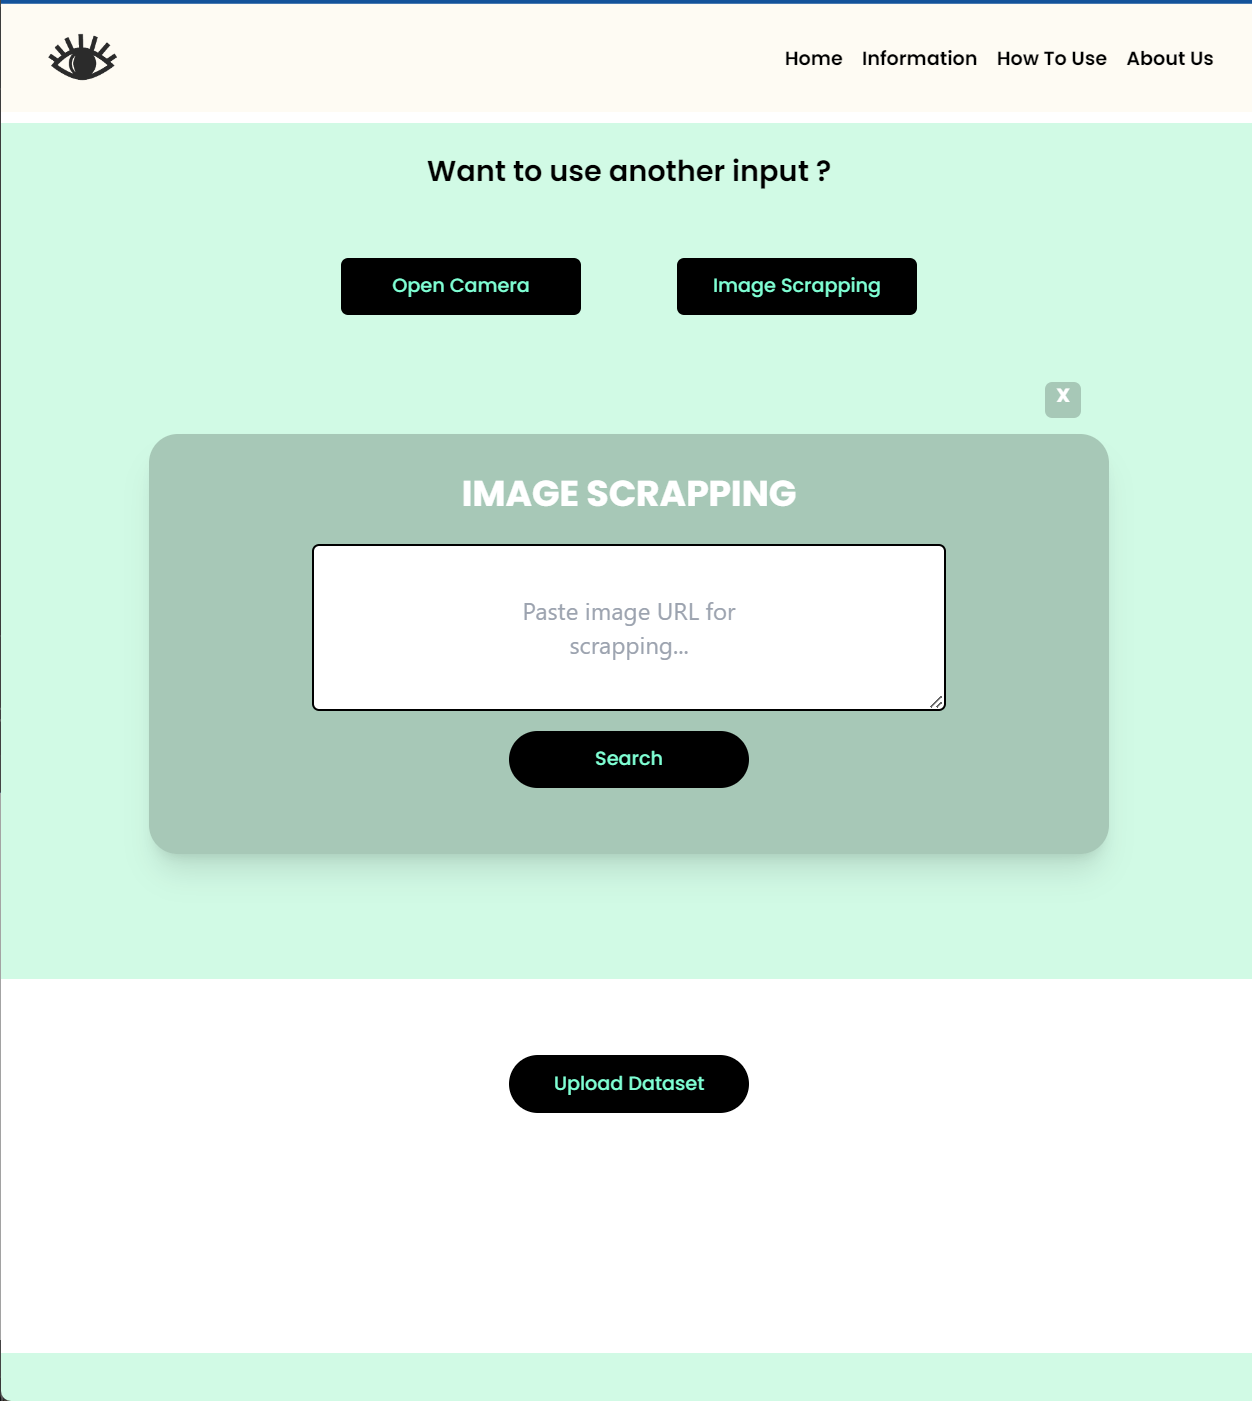 Home Information How To Use About Us
Want to use another input ?
Open Camera Image Scrapping
X
IMAGE SCRAPPING
Paste image URL for
scrapping...
Search
Upload Dataset